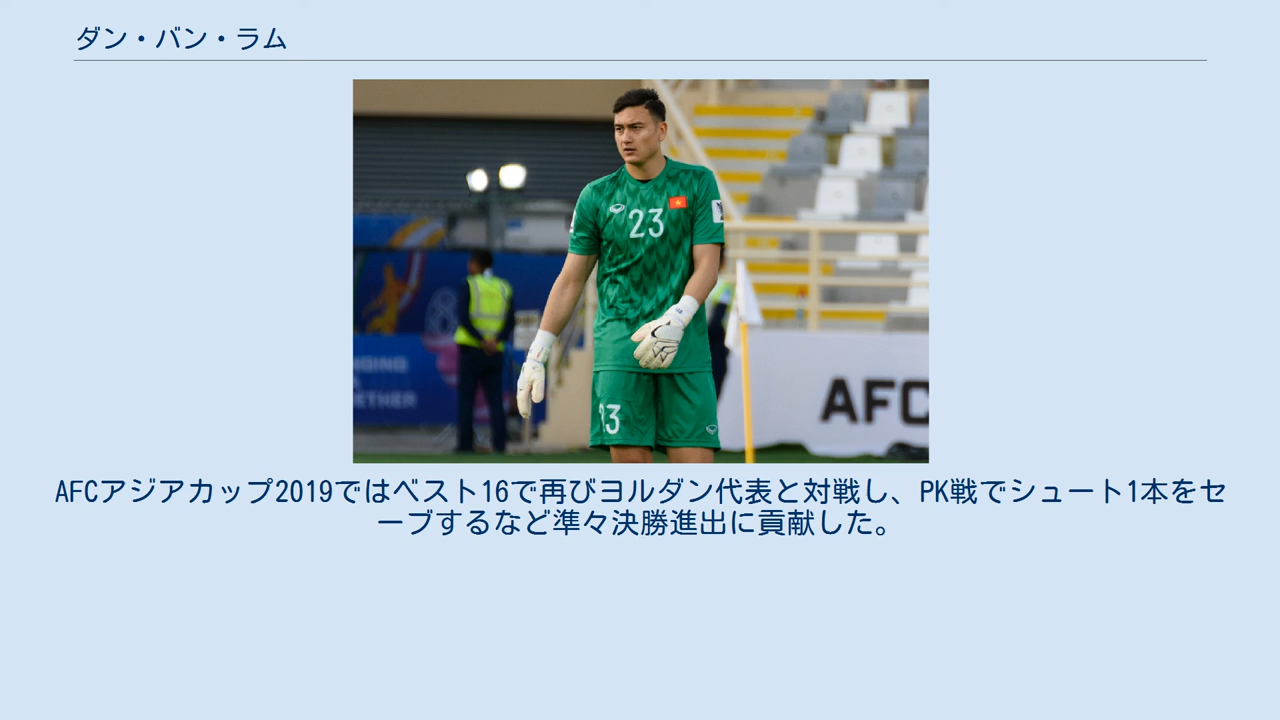 ダン・バン・ラム
23
NDING
ETHER
AFC
23
AFCアジアカップ2019ではベスト16で再びヨルダン代表と対戦し、PK戦でシュート1本をセ
ーブするなど準々決勝進出に貢献した。